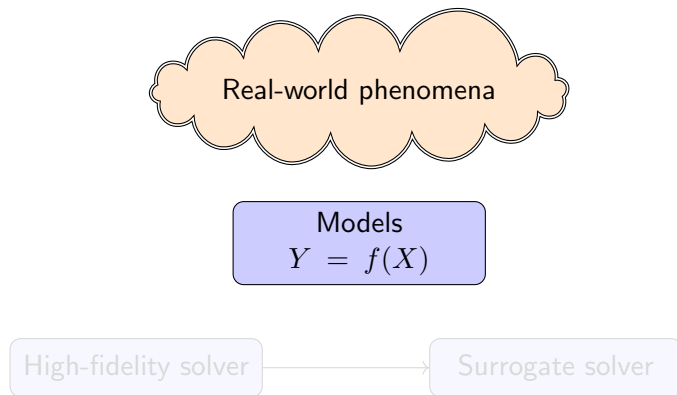 Real-world phenomena
Models
Y = f(X)
High-fidelity solver
Surrogate solver